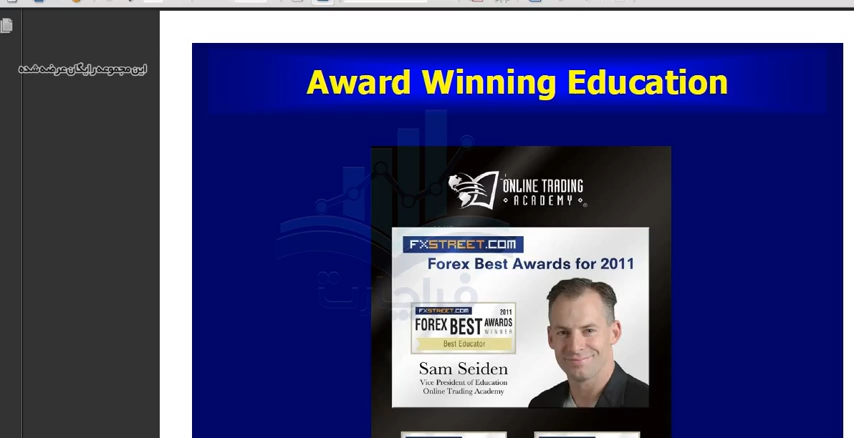 این مجموعه رایگان عرضه شده
Award Winning Education
ONLINE TRADING
ACADEMY®
FXSTREET.COM
Forex Best Awards for 2011
FXSTREET.COM 2011
FOREX BEST AWARDS
WINNER
Best Educator
Sam Seiden
Vice President of Education
Online Trading Academy
فراچارت